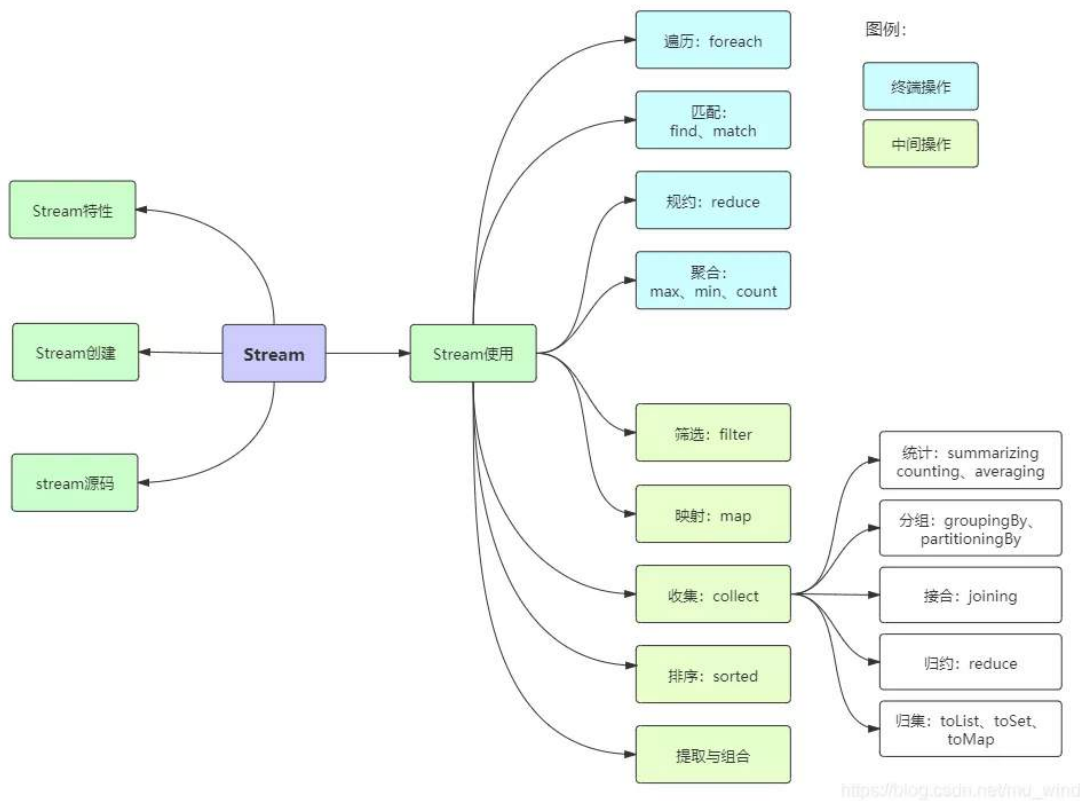 遍历：foreach
图例：
终端操作
匹配：
find、match
中间操作
Stream特性
规约：reduce
聚合：
max、min、count
Stream创建
Stream
Stream使用
筛选：filter
统计：summarizing
counting、averaging
stream源码
映射：map
分组：groupingBy、
partitioningBy
收集：collect
接合：joining
排序：sorted
归约：reduce
归集：toList、toSet、
toMap
提取与组合
https://blog.csdn.net/mu_wind